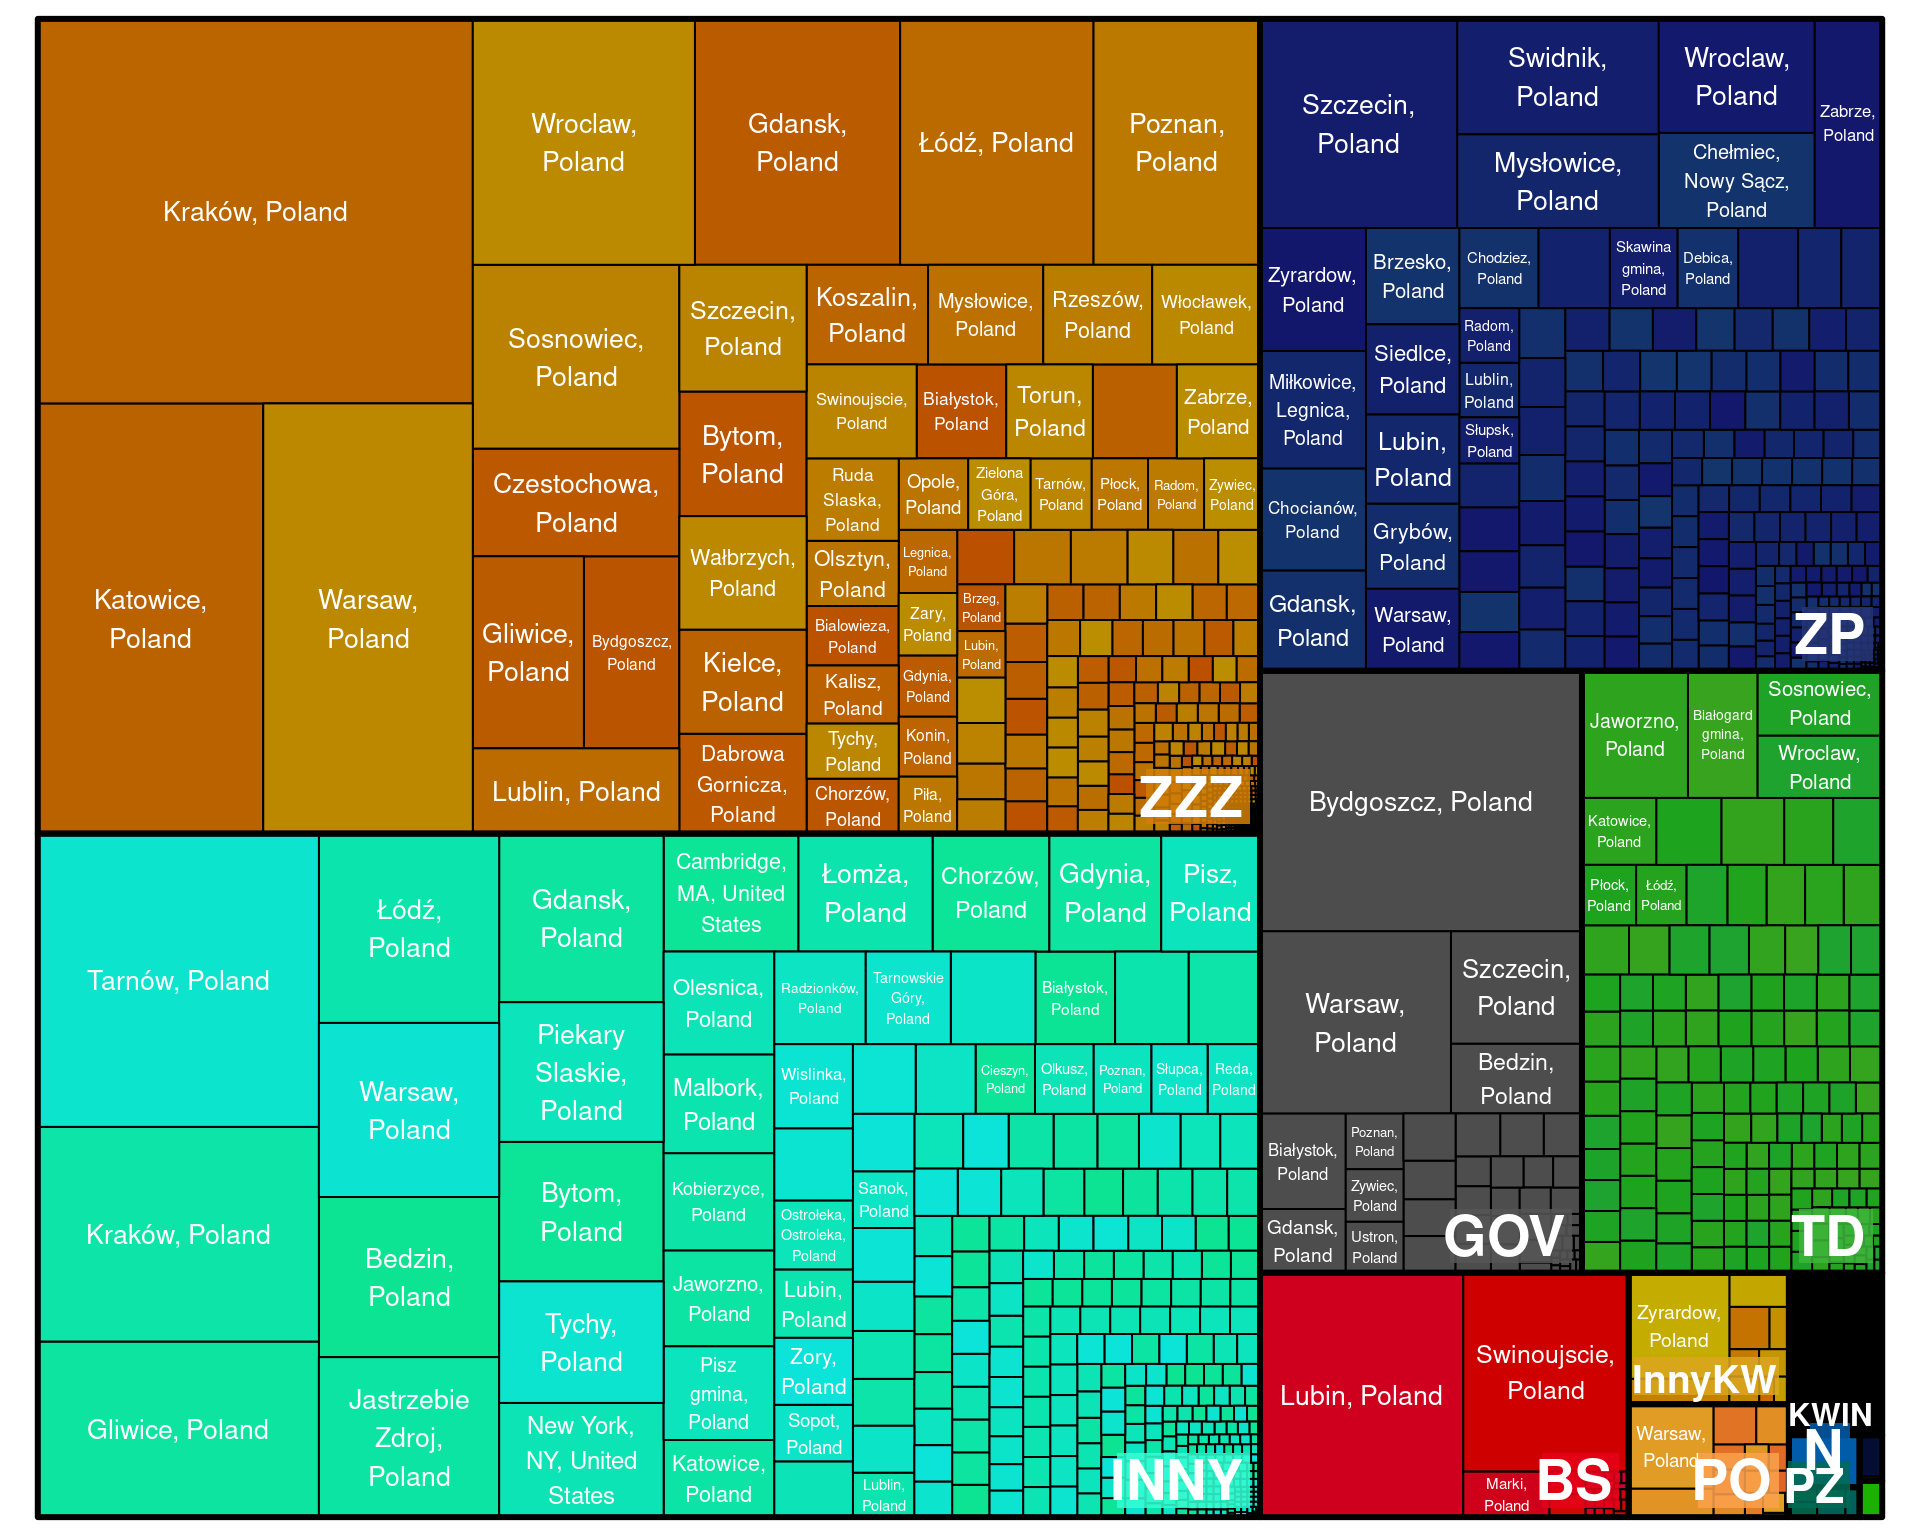 Kraków, Poland
Katowice,
Poland
Warsaw,
Poland
Wroclaw,
Poland
Gdansk,
Poland
Łódź, Poland
Poznan,
Poland
Sosnowiec,
Poland
Czestochowa,
Poland
Gliwice,
Poland
Bydgoszcz,
Poland
Lublin, Poland
Szczecin,
Poland
Bytom,
Poland
Wałbrzych,
Poland
Kielce,
Poland
Dabrowa
Gornicza,
Poland
Koszalin,
Poland
Mysłowice,
Poland
Rzeszów,
Poland
Włocławek,
Poland
Swinoujscie,
Poland
Białystok,
Poland
Torun,
Poland
Zabrze,
Poland
Ruda
Slaska,
Poland
Olsztyn,
Poland
Bialowieza,
Poland
Kalisz,
Poland
Tychy,
Poland
Chorzów,
Poland
Opole,
Poland
Zielona
Góra,
Poland
Tarnów,
Poland
Płock,
Poland
Radom,
Poland
Zywiec,
Poland
Legnica,
Poland
Zary,
Poland
Gdynia,
Poland
Konin,
Poland
Piła,
Poland
Brzeg,
Poland
Lubin,
Poland
ZZZ
Tarnów, Poland
Kraków, Poland
Gliwice, Poland
Łódź,
Poland
Warsaw,
Poland
Bedzin,
Poland
Jastrzebie
Zdroj,
Poland
Gdansk,
Poland
Piekary
Slaskie,
Poland
Bytom,
Poland
Tychy,
Poland
New York,
NY, United
States
Cambridge,
MA, United
States
Łomża,
Poland
Chorzów,
Poland
Gdynia,
Poland
Pisz,
Poland
Olesnica,
Poland
Malbork,
Poland
Kobierzyce,
Poland
Jaworzno,
Poland
Pisz
gmina,
Poland
Katowice,
Poland
Radzionków,
Poland
Tarnowskie
Góry,
Poland
Białystok,
Poland
Wislinka,
Poland
Ostrołeka,
Ostroleka,
Poland
Lubin,
Poland
Zory,
Poland
Sopot,
Poland
Cieszyn,
Poland
Olkusz,
Poland
Poznan,
Poland
Słupca,
Poland
Reda,
Poland
Sanok,
Poland
Lublin,
Poland
INNY
Szczecin,
Poland
Swidnik,
Poland
Mysłowice,
Poland
Wroclaw,
Poland
Chełmiec,
Nowy Sącz,
Poland
Zabrze,
Poland
Zyrardow,
Poland
Miłkowice,
Legnica,
Poland
Chocianów,
Poland
Gdansk,
Poland
Brzesko,
Poland
Siedlce,
Poland
Lubin,
Poland
Grybów,
Poland
Warsaw,
Poland
Chodziez,
Poland
Skawina
gmina,
Poland
Debica,
Poland
Radom,
Poland
Lublin,
Poland
Słupsk,
Poland
ZP
Bydgoszcz, Poland
Warsaw,
Poland
Szczecin,
Poland
Bedzin,
Poland
Białystok,
Poland
Gdansk,
Poland
Poznan,
Poland
Zywiec,
Poland
Ustron,
Poland
GOV
Jaworzno,
Poland
Białogard
gmina,
Poland
Sosnowiec,
Poland
Wroclaw,
Poland
Katowice,
Poland
Płock,
Poland
Łódź,
Poland
TD
Lubin, Poland
Swinoujscie,
Poland
Marki,
Poland
BS
Zyrardow,
Poland
InnyKW
Warsaw,
Poland
PO
KWIN
N
PZ